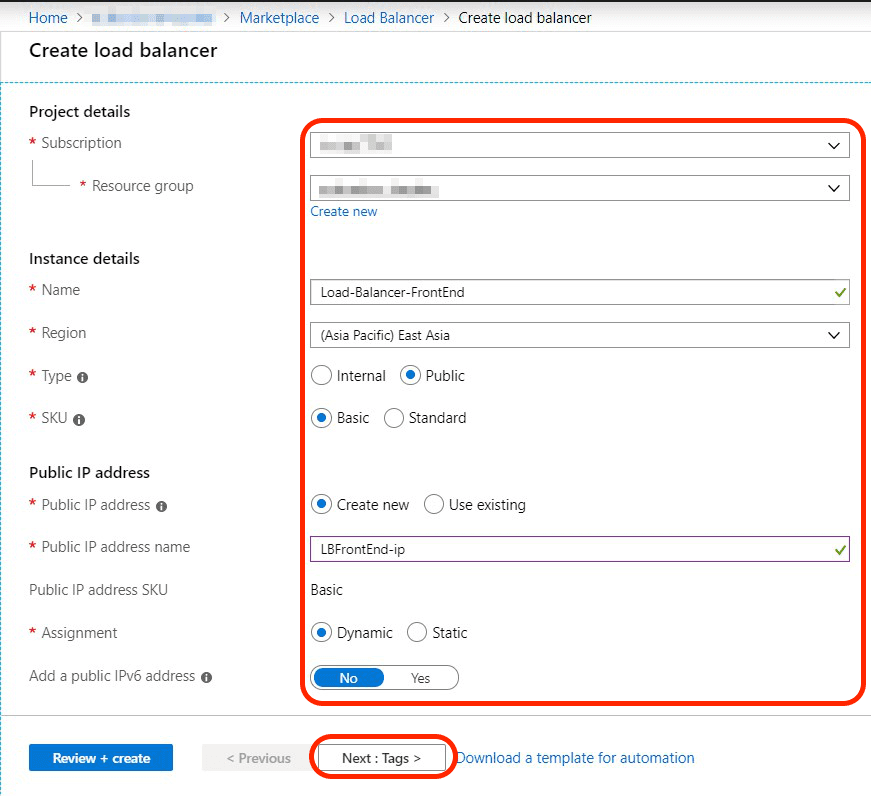 Home > > Marketplace > Load Balancer > Create load balancer
Create load balancer
Project details
* Subscription
* Resource group
Create new
Instance details
* Name Load-Balancer-FrontEnd
* Region (Asia Pacific) East Asia
* Type Internal Public
* SKU Basic Standard
Public IP address
* Public IP address Create new Use existing
* Public IP address name LBFrontEnd-ip
Public IP address SKU Basic
* Assignment Dynamic Static
Add a public IPv6 address No Yes
Review + create < Previous Next : Tags > Download a template for automation